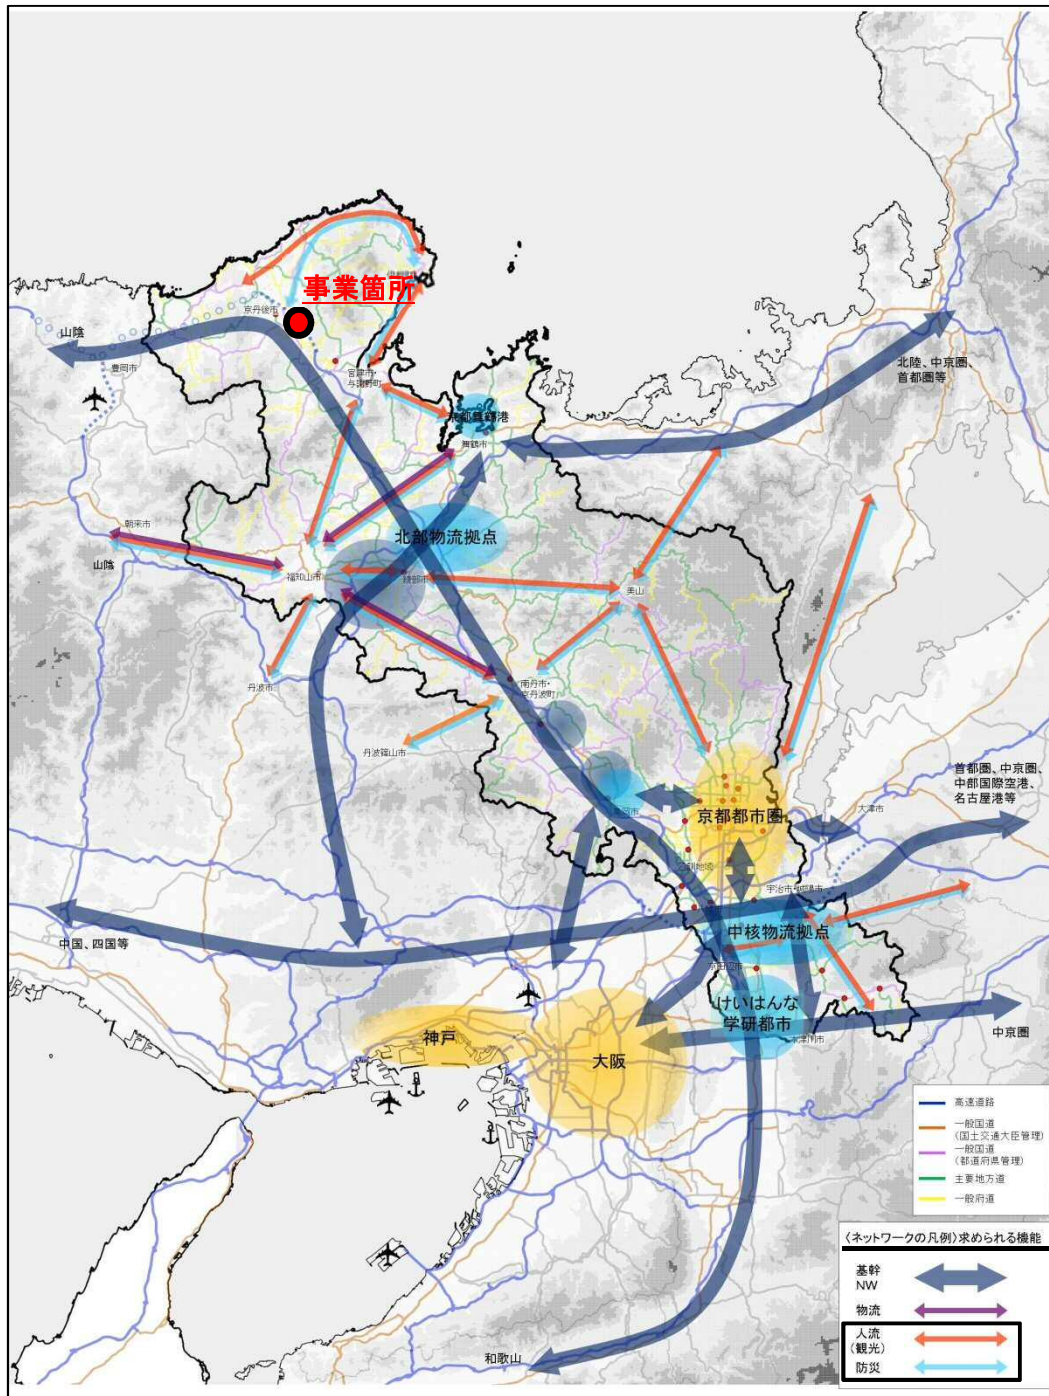 事業箇所
京丹後市
山陰
豊岡市
宮津市・
与謝野町
京都舞鶴港
舞鶴市
北陸、中京圏、
首都圏等
北部物流拠点
朝来市
山陰
福知山市
綾部市
美山
丹波市
南丹市・
京丹波町
丹波篠山市
首都圏、中京圏、
中部国際空港、
名古屋港等
大津市
京都都市圏
中核物流拠点
中国、四国等
けいはんな
学研都市
中京圏
神戸
大阪
和歌山
高速道路
一般国道
(国土交通大臣管理)
一般国道
(都道府県管理)
主要地方道
一般府道
〈ネットワークの凡例〉求められる機能
基幹
NW
物流
人流
(観光)
防災